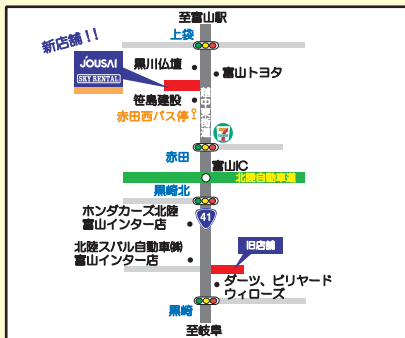 至富山駅
上袋
新店舗!!
JOUSAI
SKY RENTAL
黒川仏壇
富山トヨタ
笹島建設
赤田西バス停
7
赤田
富山IC
北陸自動車道
黒崎北
ホンダカーズ北陸
富山インター店
41
北陸スバル自動車㈱
富山インター店
旧店舗
ダーツ、ビリヤード
ウィローズ
黒崎
至岐阜